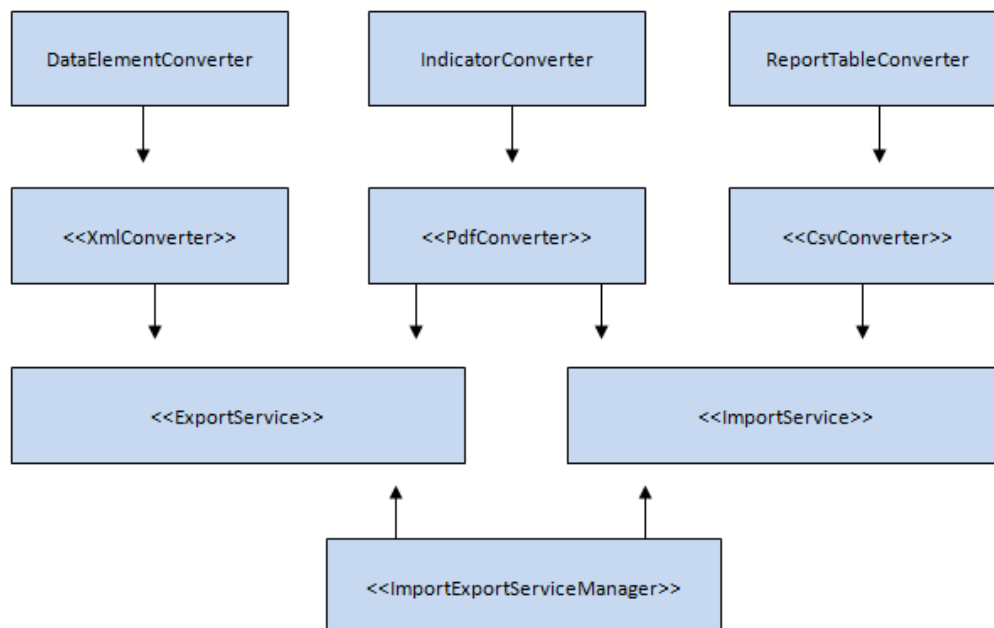 DataElementConverter
IndicatorConverter
ReportTableConverter
<<XmlConverter>>
<<PdfConverter>>
<<CsvConverter>>
<<ExportService>>
<<ImportService>>
<<ImportExportServiceManager>>